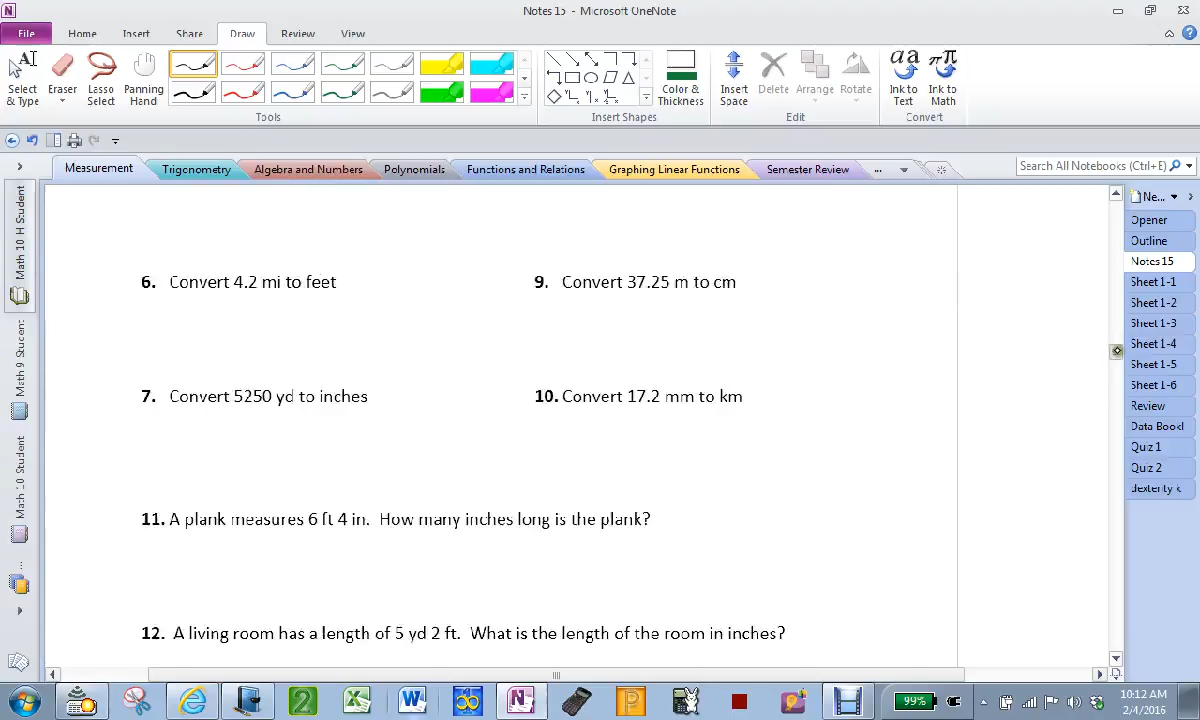 Notes 15 - Microsoft OneNote
File Home Insert Share Draw Review View
Select & Type
Eraser
Lasso Select
Panning Hand
Color & Thickness
Insert Space
Delete
Arrange
Rotate
Ink to Text
Ink to Math
Tools
Insert Shapes
Edit
Convert
Measurement Trigonometry Algebra and Numbers Polynomials Functions and Relations Graphing Linear Functions Semester Review ...
Search All Notebooks (Ctrl+E)
Math 10 H Student
Math 9 Student
Math -0 Student
Ne...
Opener
Outline
Notes 15
Sheet 1-1
Sheet 1-2
Sheet 1-3
Sheet 1-4
Sheet 1-5
Sheet 1-6
Review
Data Bookl
Quiz 1
Quiz 2
dexterity k
6. Convert 4.2 mi to feet
9. Convert 37.25 m to cm
7. Convert 5250 yd to inches
10. Convert 17.2 mm to km
11. A plank measures 6 ft 4 in. How many inches long is the plank?
12. A living room has a length of 5 yd 2 ft. What is the length of the room in inches?
99%
10:12 AM
2/4/2016